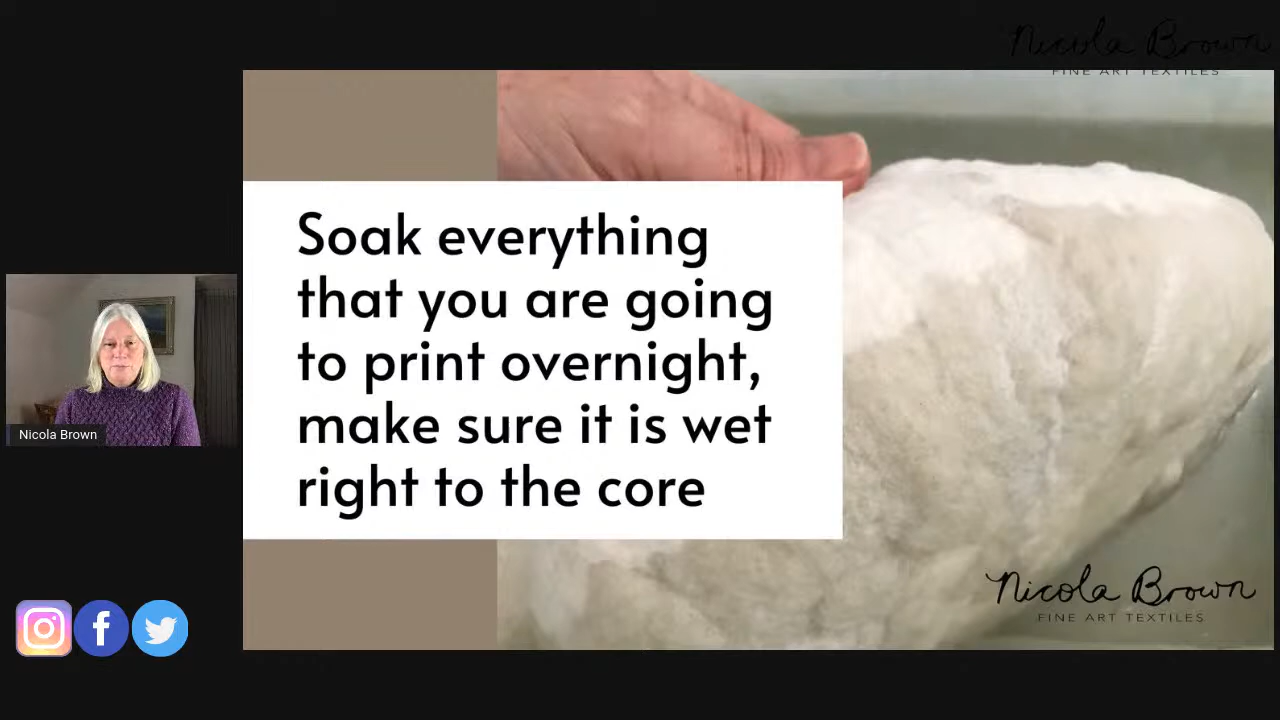 Nicola Brown
FINE ART TEXTILES
Soak everything
that you are going
to print overnight,
make sure it is wet
right to the core
Nicola Brown
Nicola Brown
FINE ART TEXTILES